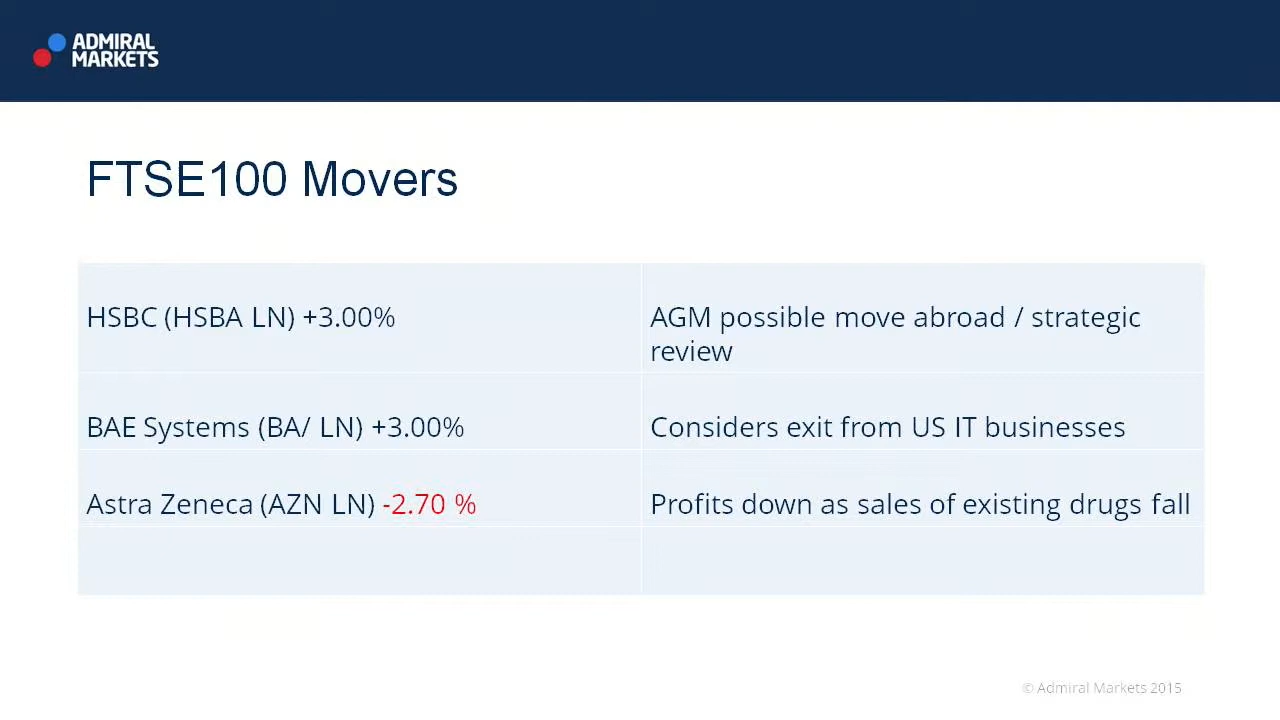 ADMIRAL
MARKETS
FTSE100 Movers
HSBC (HSBA LN) +3.00%
AGM possible move abroad / strategic
review
BAE Systems (BA/ LN) +3.00%
Considers exit from US IT businesses
Astra Zeneca (AZN LN) -2.70 %
Profits down as sales of existing drugs fall
© Admiral Markets 2015